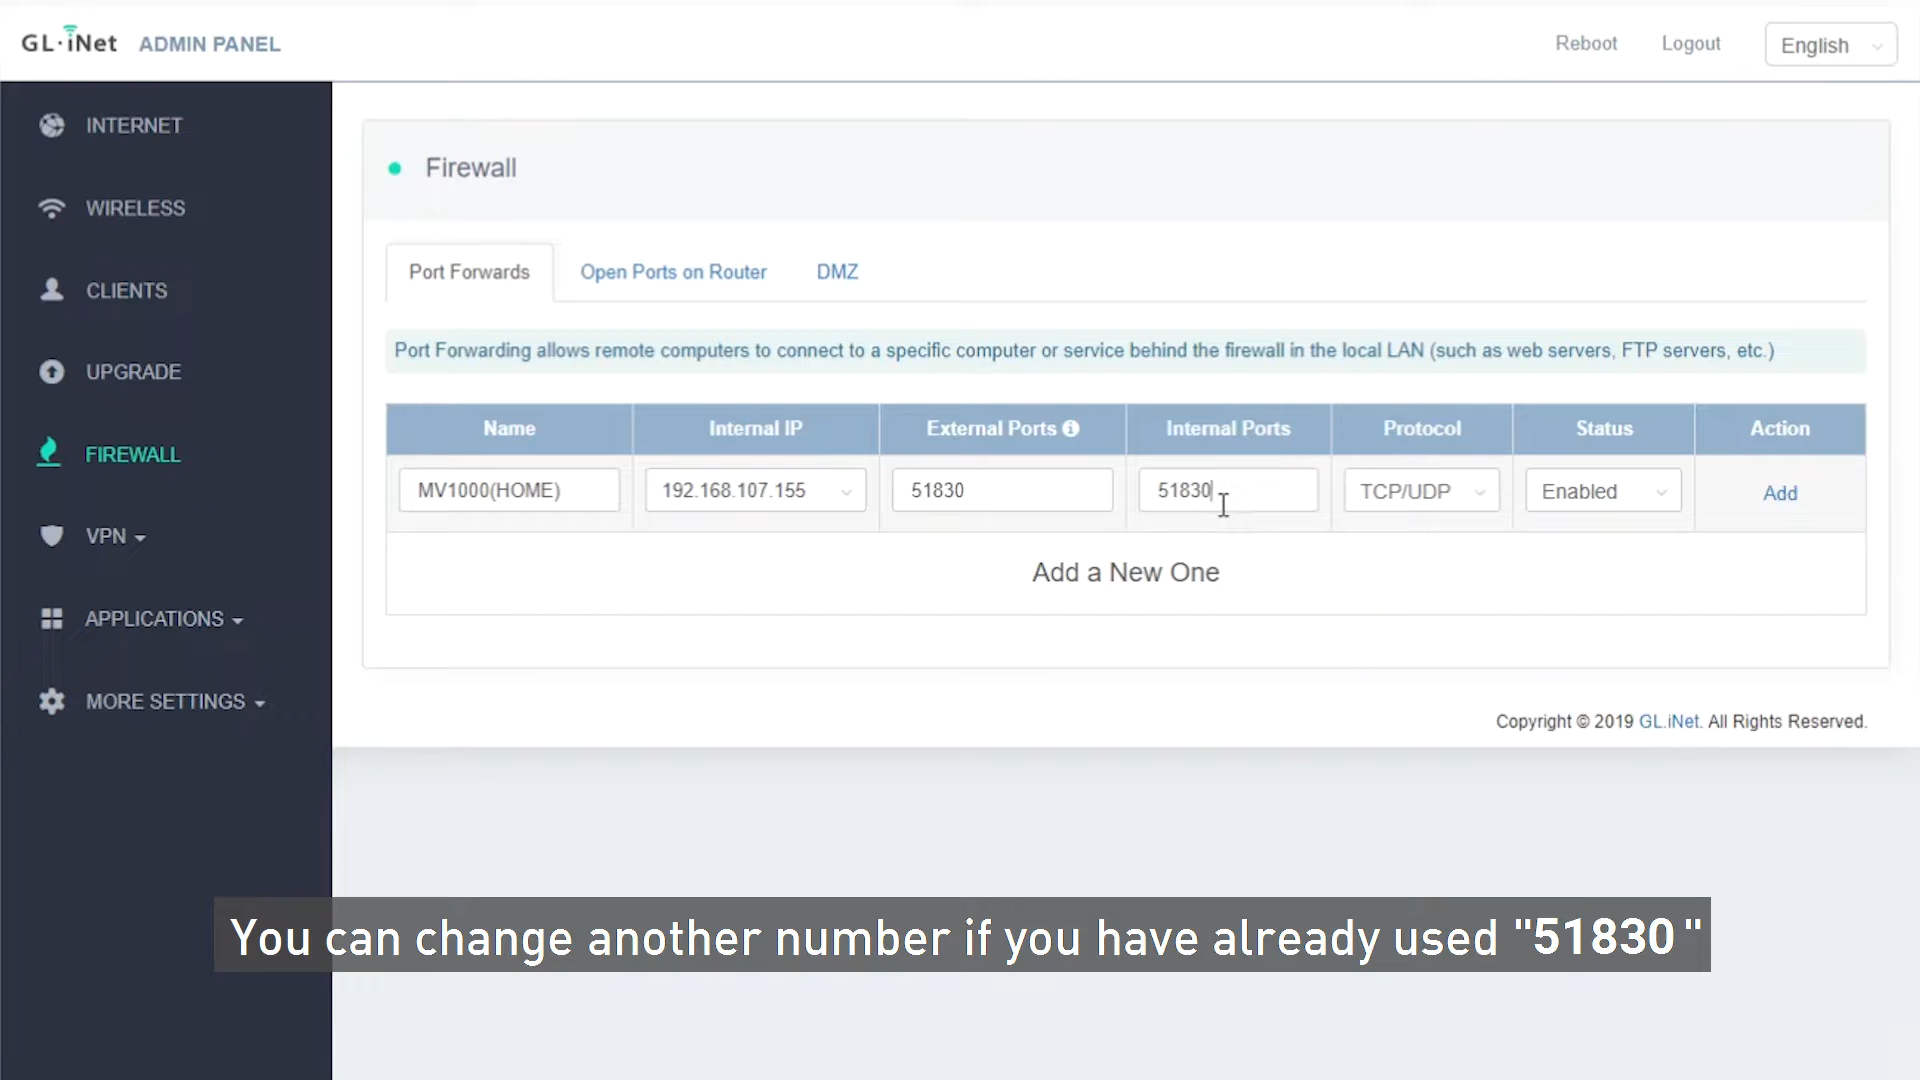 GL·iNet ADMIN PANEL
Reboot Logout English
INTERNET
WIRELESS
CLIENTS
UPGRADE
FIREWALL
VPN
APPLICATIONS
MORE SETTINGS
Firewall
Port Forwards Open Ports on Router DMZ
Port Forwarding allows remote computers to connect to a specific computer or service behind the firewall in the local LAN (such as web servers, FTP servers, etc.)
Name Internal IP External Ports Internal Ports Protocol Status Action
MV1000(HOME) 192.168.107.155 51830 51830 TCP/UDP Enabled Add
Add a New One
Copyright © 2019 GL.iNet. All Rights Reserved.
You can change another number if you have already used "51830 "